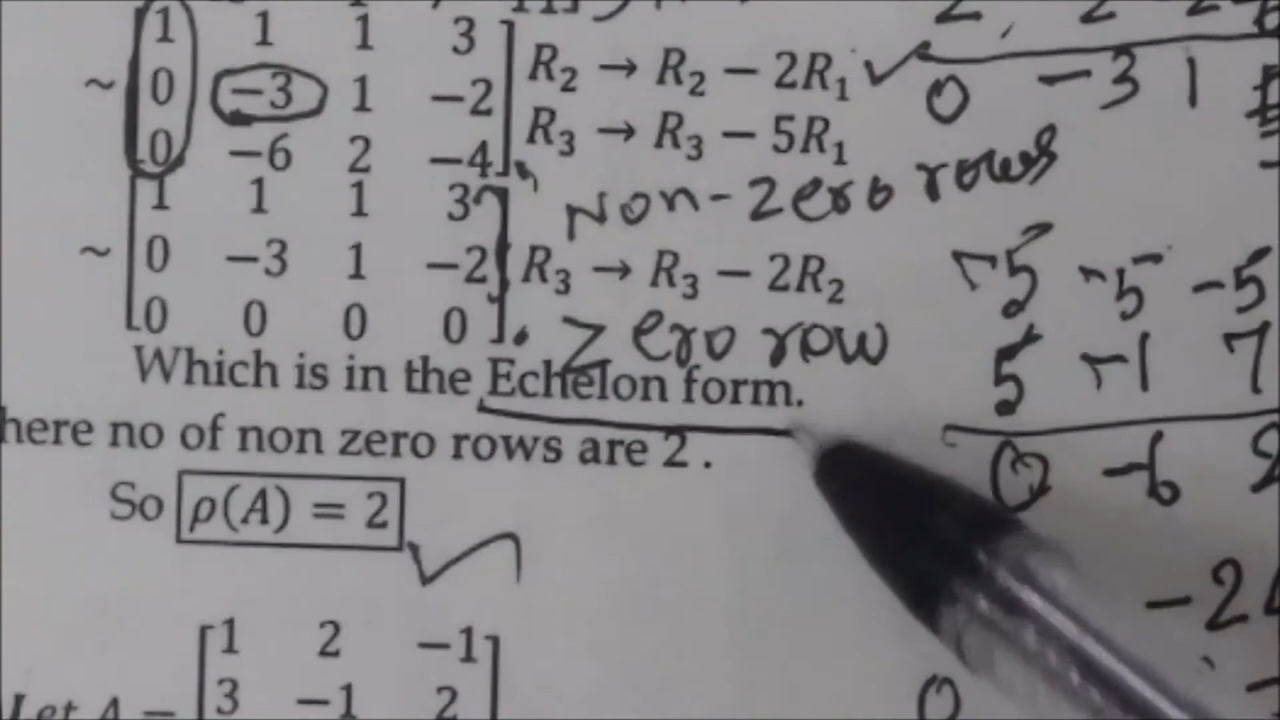 1 1 1 3
~ 0 -3 1 -2 R₂ → R₂ − 2R₁ ✓ 0 -3 1
0 -6 2 -4 R₃ → R₃ − 5R₁
Non-Zero rows
1 1 1 3
~ 0 -3 1 -2 R₃ → R₃ − 2R₂ -5 -5 -5
0 0 0 0 . Zero row 5 -1 7
Which is in the Echelon form.
here no of non zero rows are 2 .
0 -6 2
So ρ(A) = 2
-2
1 2 −1
Let A = 3 −1 2
0